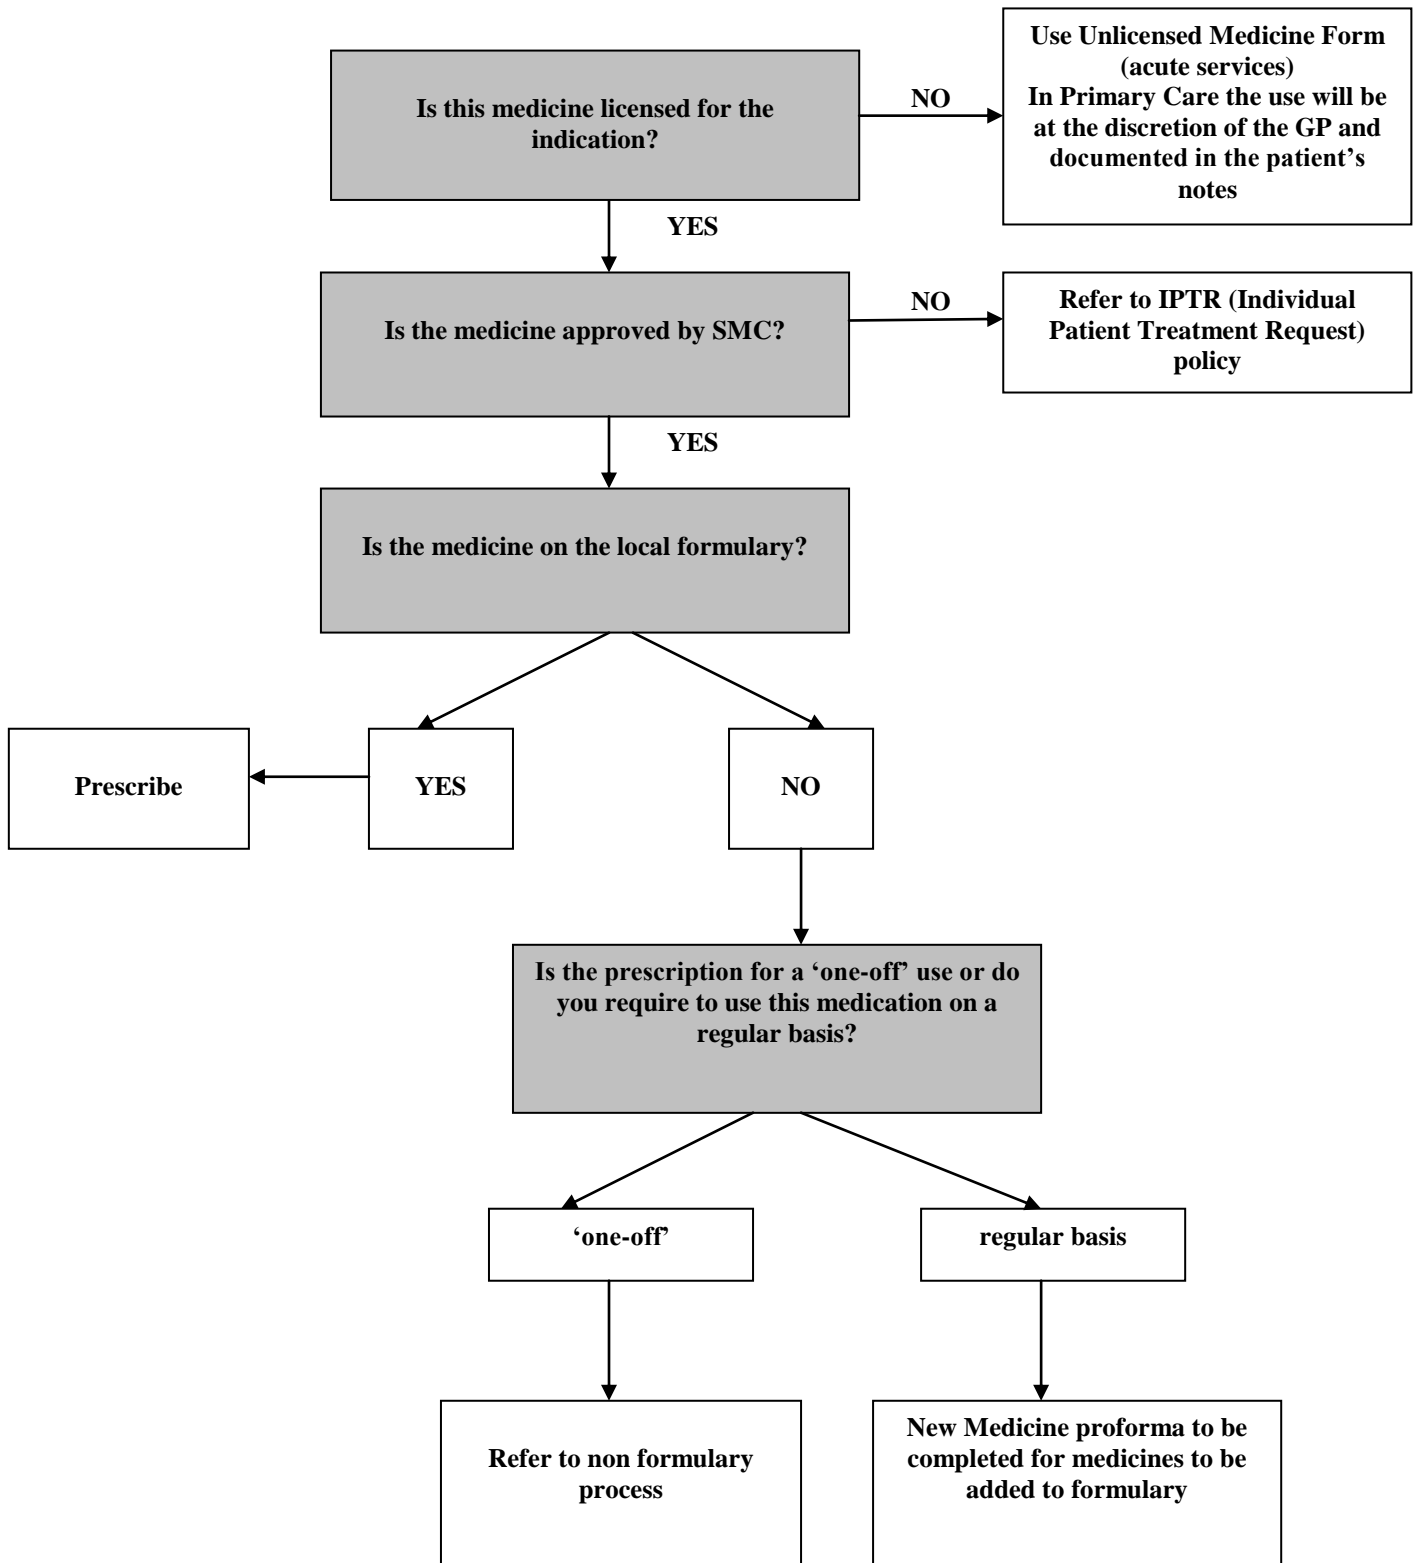 Is this medicine licensed for the
indication?
NO
Use Unlicensed Medicine Form
(acute services)
In Primary Care the use will be
at the discretion of the GP and
documented in the patient’s
notes
YES
Is the medicine approved by SMC?
NO
Refer to IPTR (Individual
Patient Treatment Request)
policy
YES
Is the medicine on the local formulary?
Prescribe
YES
NO
Is the prescription for a ‘one-off’ use or do
you require to use this medication on a
regular basis?
‘one-off’
regular basis
Refer to non formulary
process
New Medicine proforma to be
completed for medicines to be
added to formulary